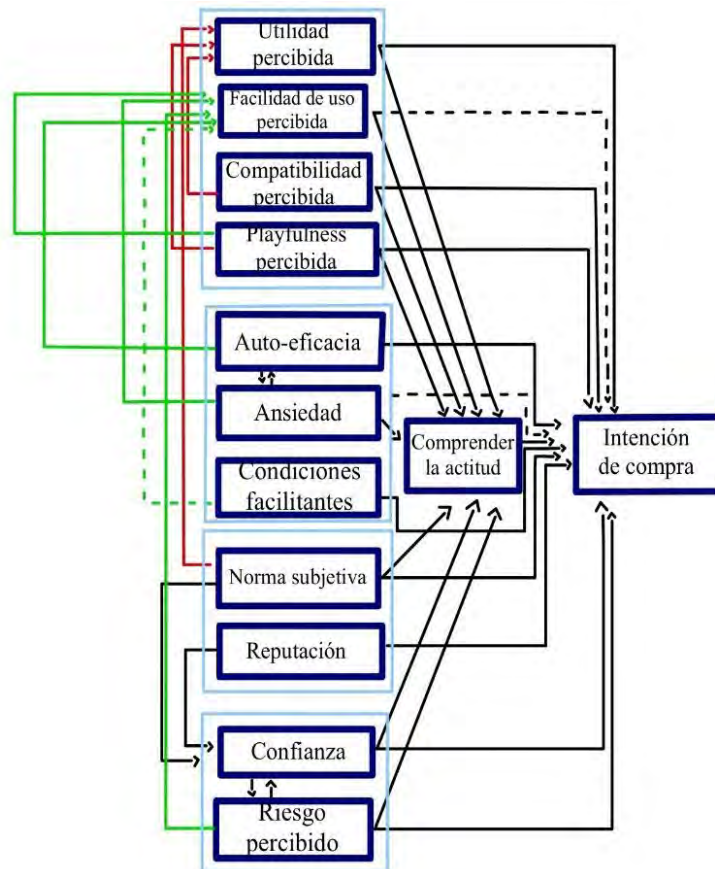 Utilidad
percibida
Facilidad de uso
percibida
Compatibilidad
percibida
Playfulness
percibida
Auto-eficacia
Ansiedad
Condiciones
facilitantes
Comprender
la actitud
Intención
de compra
Norma subjetiva
Reputación
Confianza
Riesgo
percibido